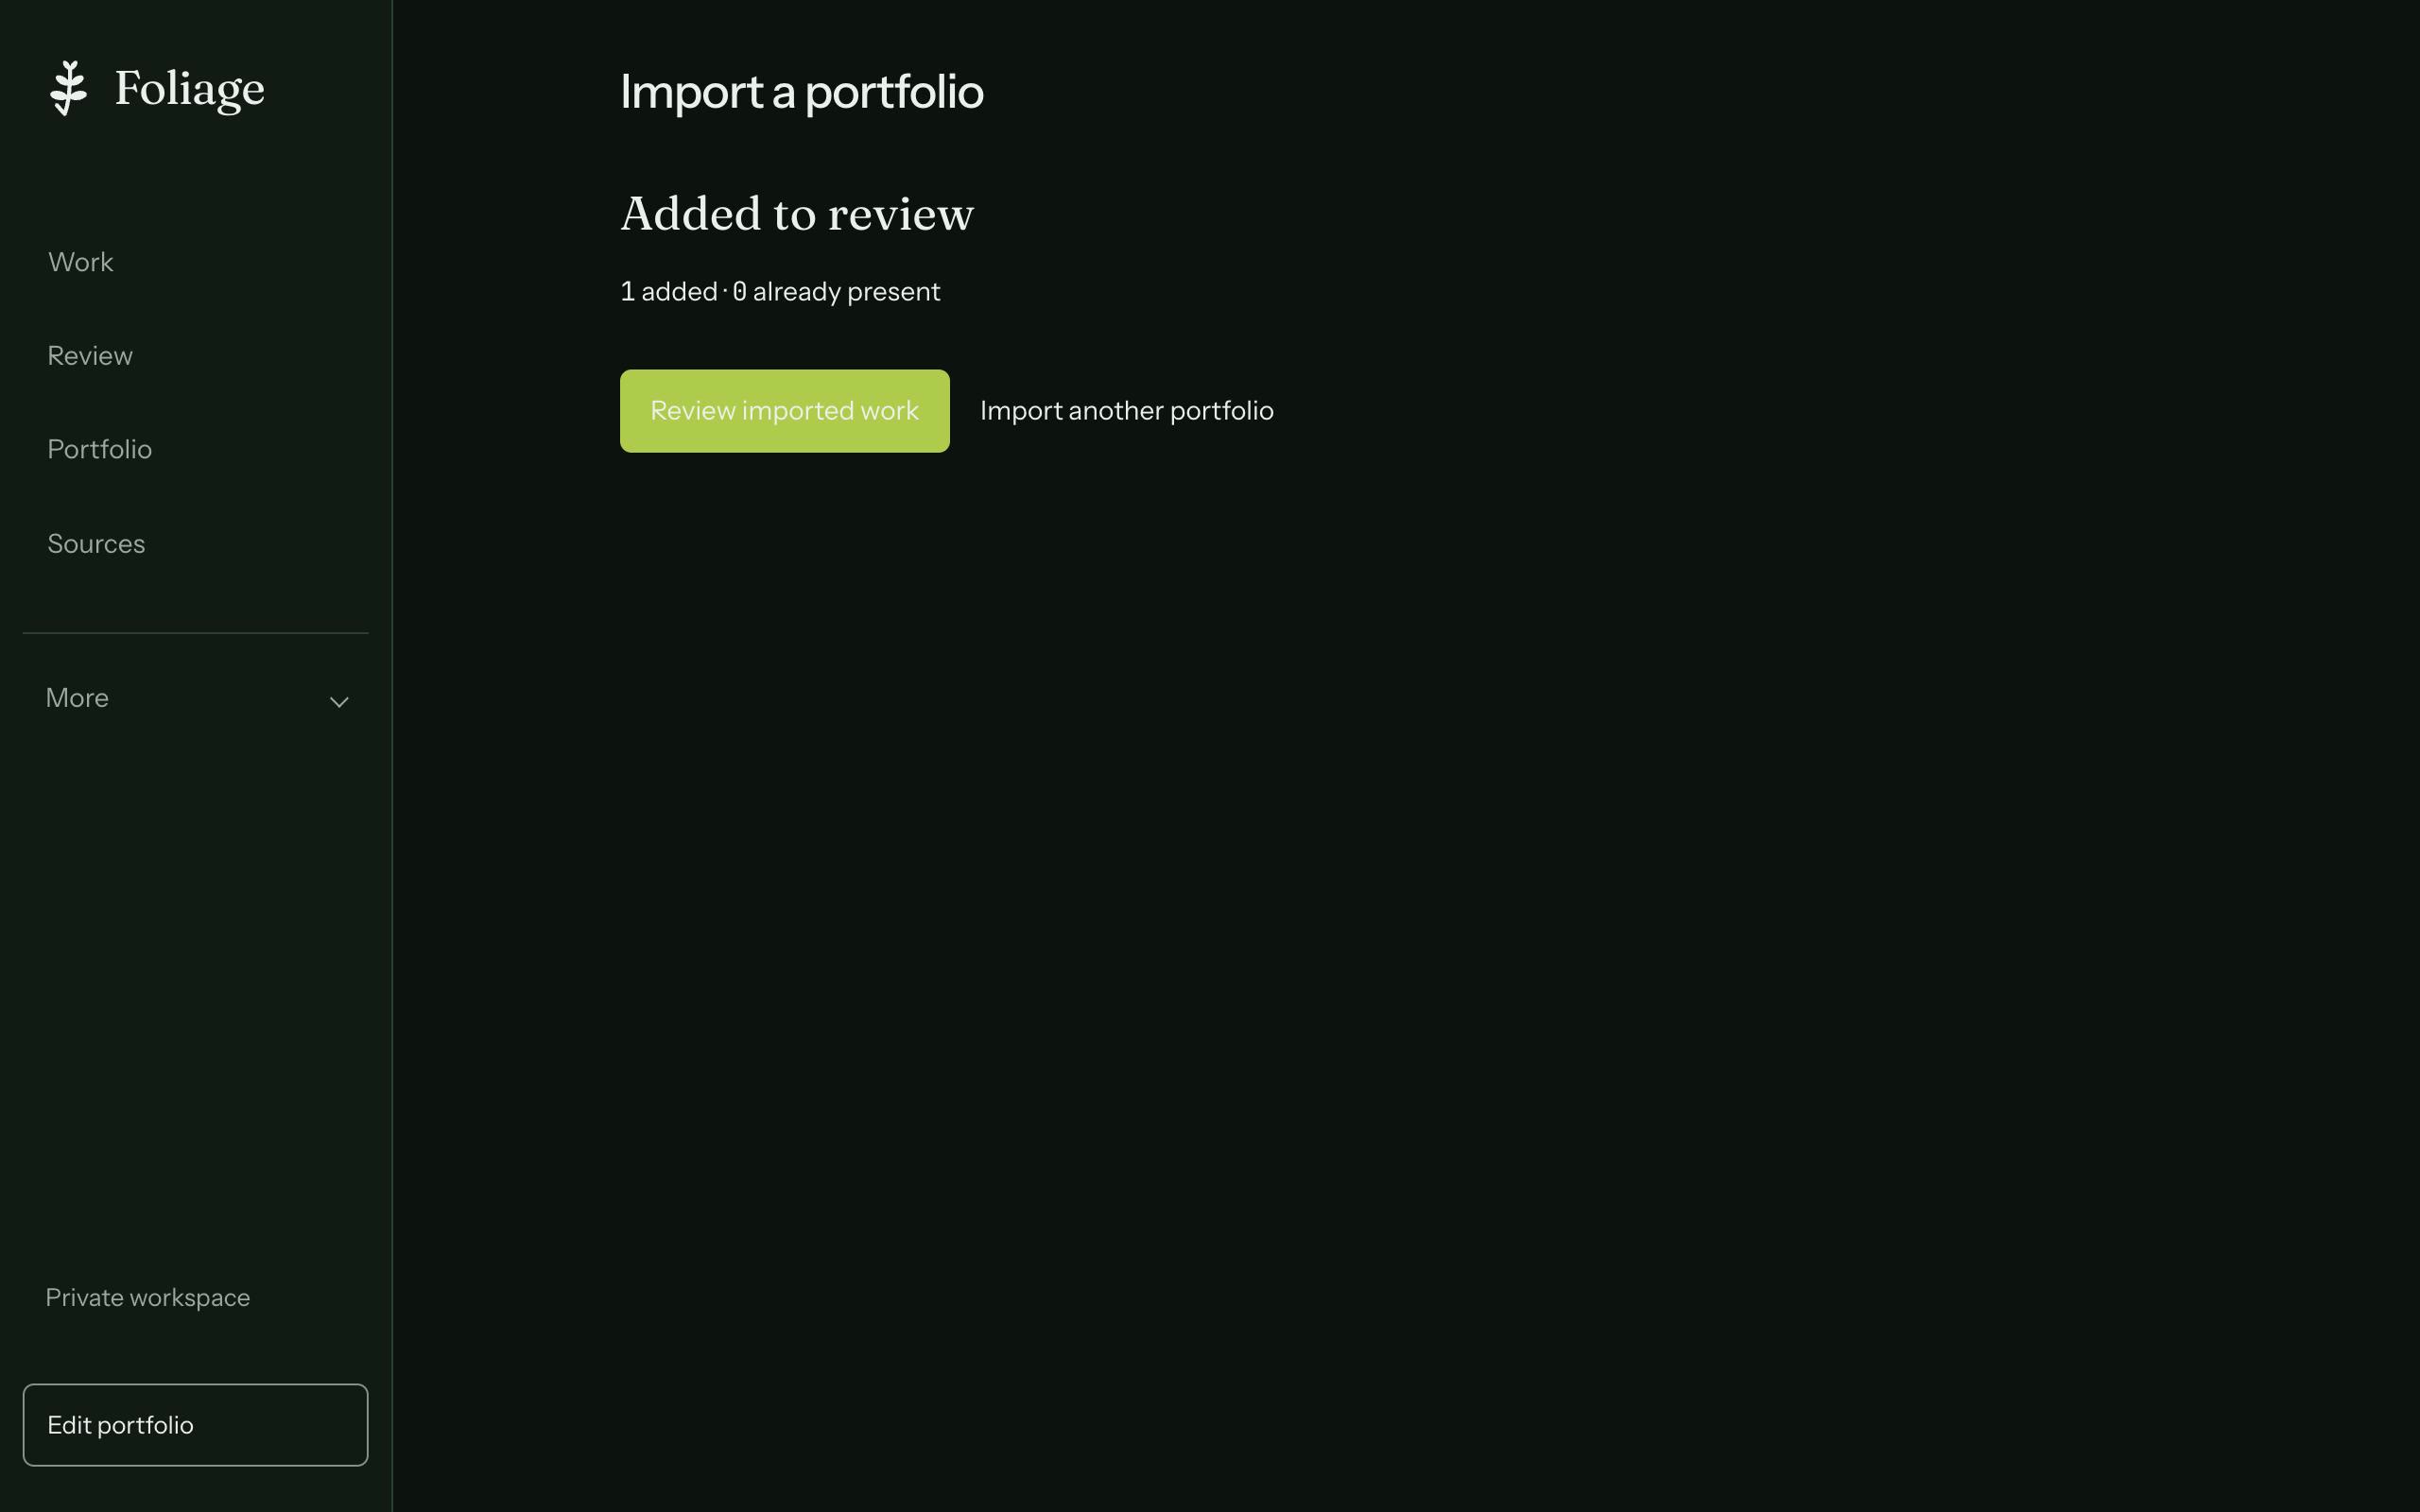 Foliage
Work
Review
Portfolio
Sources
More
Private workspace
Edit portfolio
Import a portfolio
Added to review
1 added · 0 already present
Review imported work
Import another portfolio